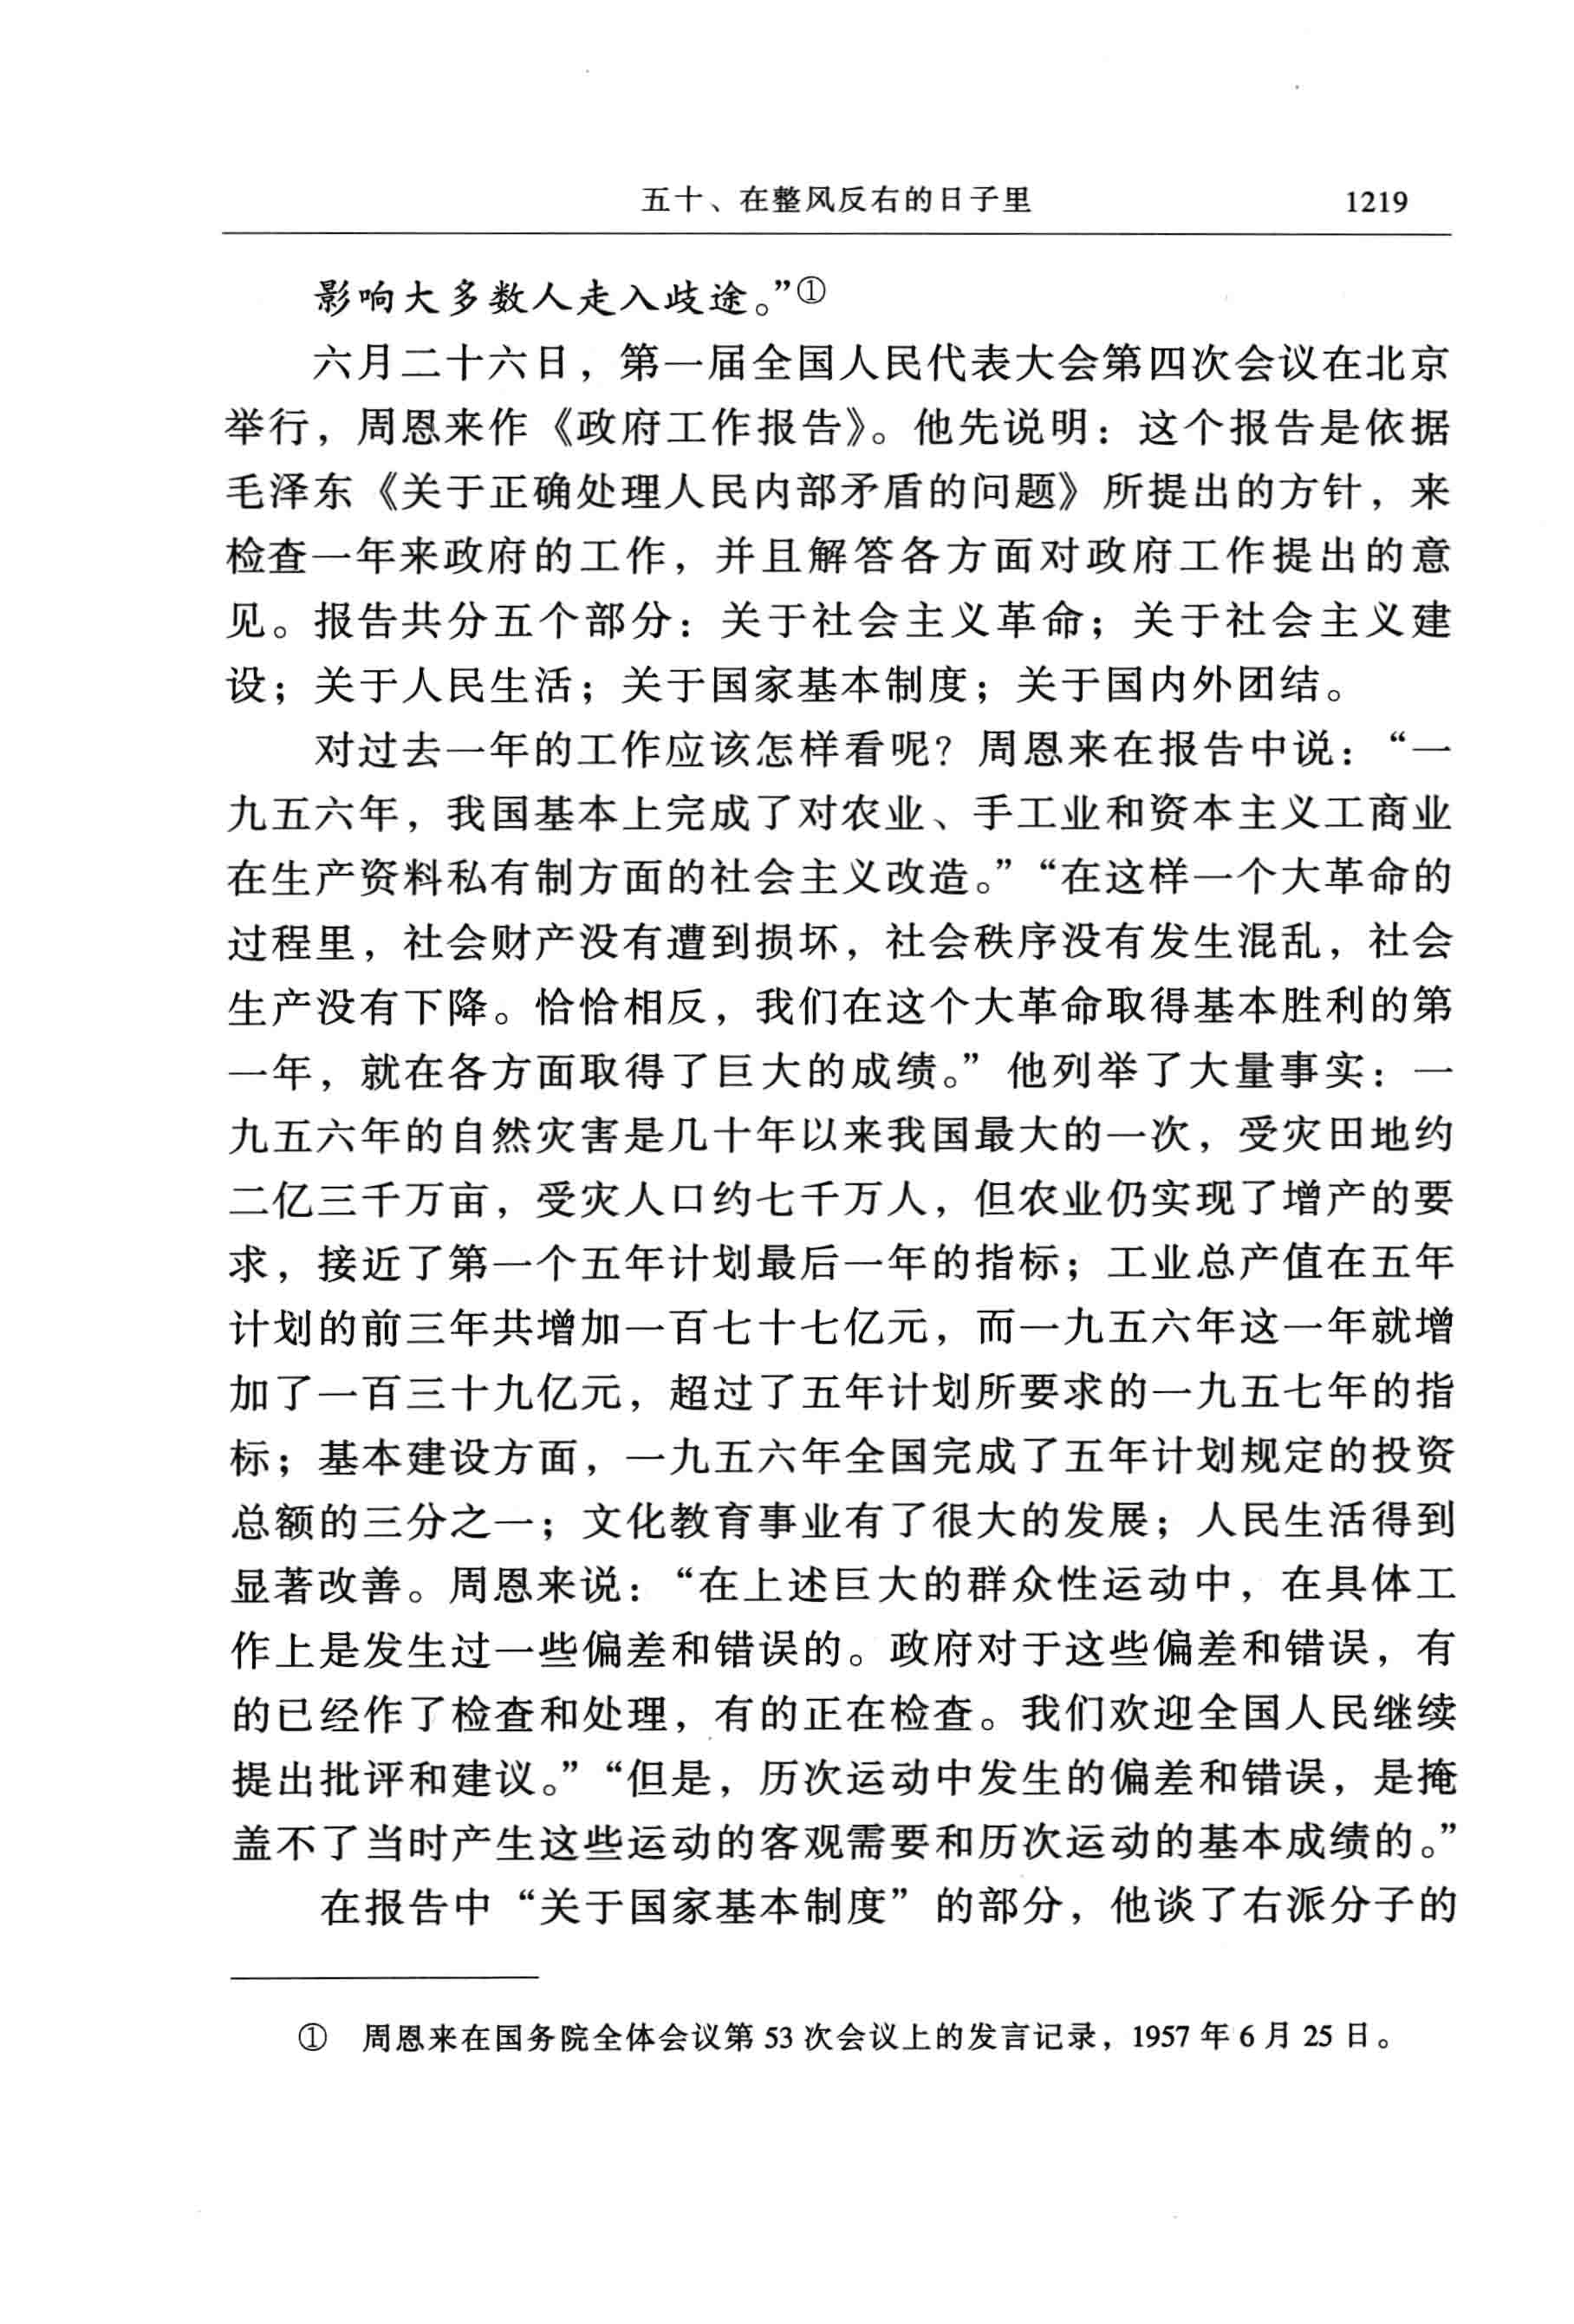 五十、在整风反右的日子里 1219
影响大多数人走入歧途。”①
六月二十六日，第一届全国人民代表大会第四次会议在北京
举行，周恩来作《政府工作报告》。他先说明：这个报告是依据
毛泽东《关于正确处理人民内部矛盾的问题》所提出的方针，来
检查一年来政府的工作，并且解答各方面对政府工作提出的意
见。报告共分五个部分：关于社会主义革命；关于社会主义建
设；关于人民生活；关于国家基本制度；关于国内外团结。
对过去一年的工作应该怎样看呢？周恩来在报告中说：“一
九五六年，我国基本上完成了对农业、手工业和资本主义工商业
在生产资料私有制方面的社会主义改造。”“在这样一个大革命的
过程里，社会财产没有遭到损坏，社会秩序没有发生混乱，社会
生产没有下降。恰恰相反，我们在这个大革命取得基本胜利的第
一年，就在各方面取得了巨大的成绩。”他列举了大量事实：一
九五六年的自然灾害是几十年以来我国最大的一次，受灾田地约
二亿三千万亩，受灾人口约七千万人，但农业仍实现了增产的要
求，接近了第一个五年计划最后一年的指标；工业总产值在五年
计划的前三年共增加一百七十七亿元，而一九五六年这一年就增
加了一百三十九亿元，超过了五年计划所要求的一九五七年的指
标；基本建设方面，一九五六年全国完成了五年计划规定的投资
总额的三分之一；文化教育事业有了很大的发展；人民生活得到
显著改善。周恩来说：“在上述巨大的群众性运动中，在具体工
作上是发生过一些偏差和错误的。政府对于这些偏差和错误，有
的已经作了检查和处理，有的正在检查。我们欢迎全国人民继续
提出批评和建议。”“但是，历次运动中发生的偏差和错误，是掩
盖不了当时产生这些运动的客观需要和历次运动的基本成绩的。”
在报告中“关于国家基本制度”的部分，他谈了右派分子的
① 周恩来在国务院全体会议第 53 次会议上的发言记录，1957 年 6 月 25 日。